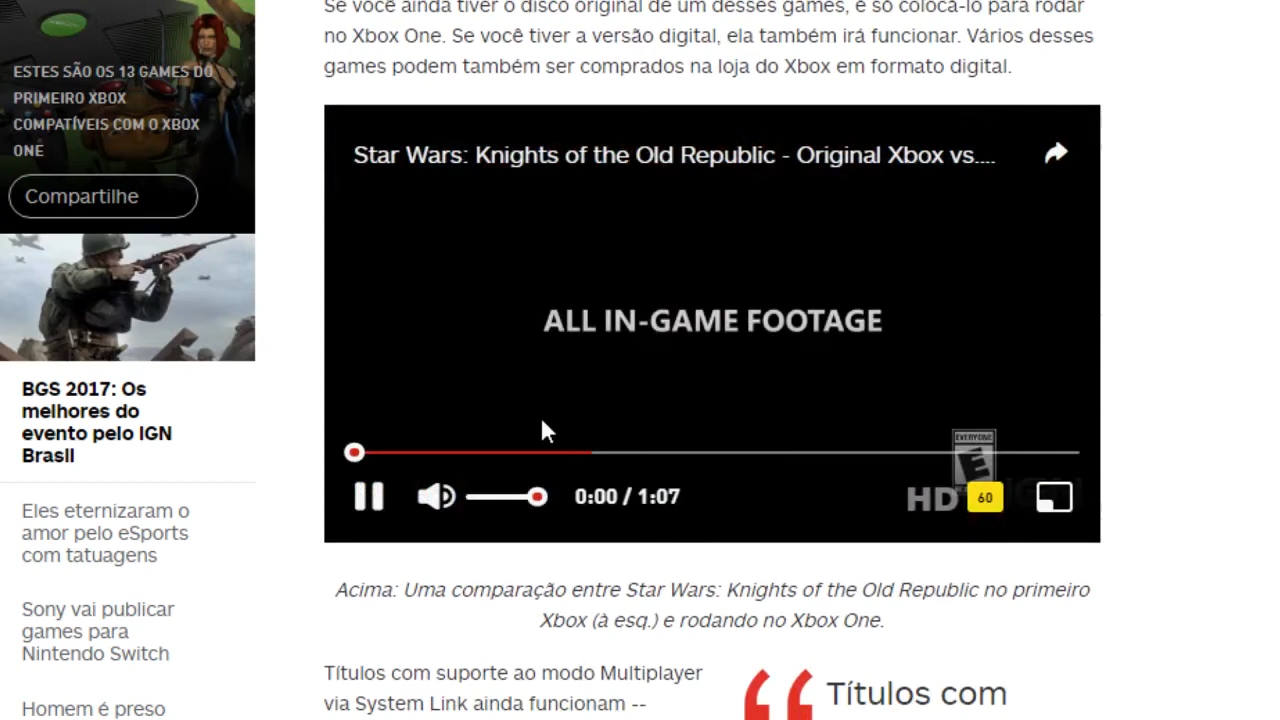 ESTES SÃO OS 13 GAMES DO
PRIMEIRO XBOX
COMPATÍVEIS COM O XBOX
ONE
Compartilhe
BGS 2017: Os
melhores do
evento pelo IGN
Brasil
Eles eternizaram o
amor pelo eSports
com tatuagens
Sony vai publicar
games para
Nintendo Switch
Homem é preso
Se você ainda tiver o disco original de um desses games, é só colocá-lo para rodar
no Xbox One. Se você tiver a versão digital, ela também irá funcionar. Vários desses
games podem também ser comprados na loja do Xbox em formato digital.
Star Wars: Knights of the Old Republic - Original Xbox vs....
ALL IN-GAME FOOTAGE
EVERYONE
E
0:00 / 1:07
HD 60
Acima: Uma comparação entre Star Wars: Knights of the Old Republic no primeiro
Xbox (à esq.) e rodando no Xbox One.
Títulos com suporte ao modo Multiplayer
via System Link ainda funcionam --
“ Títulos com